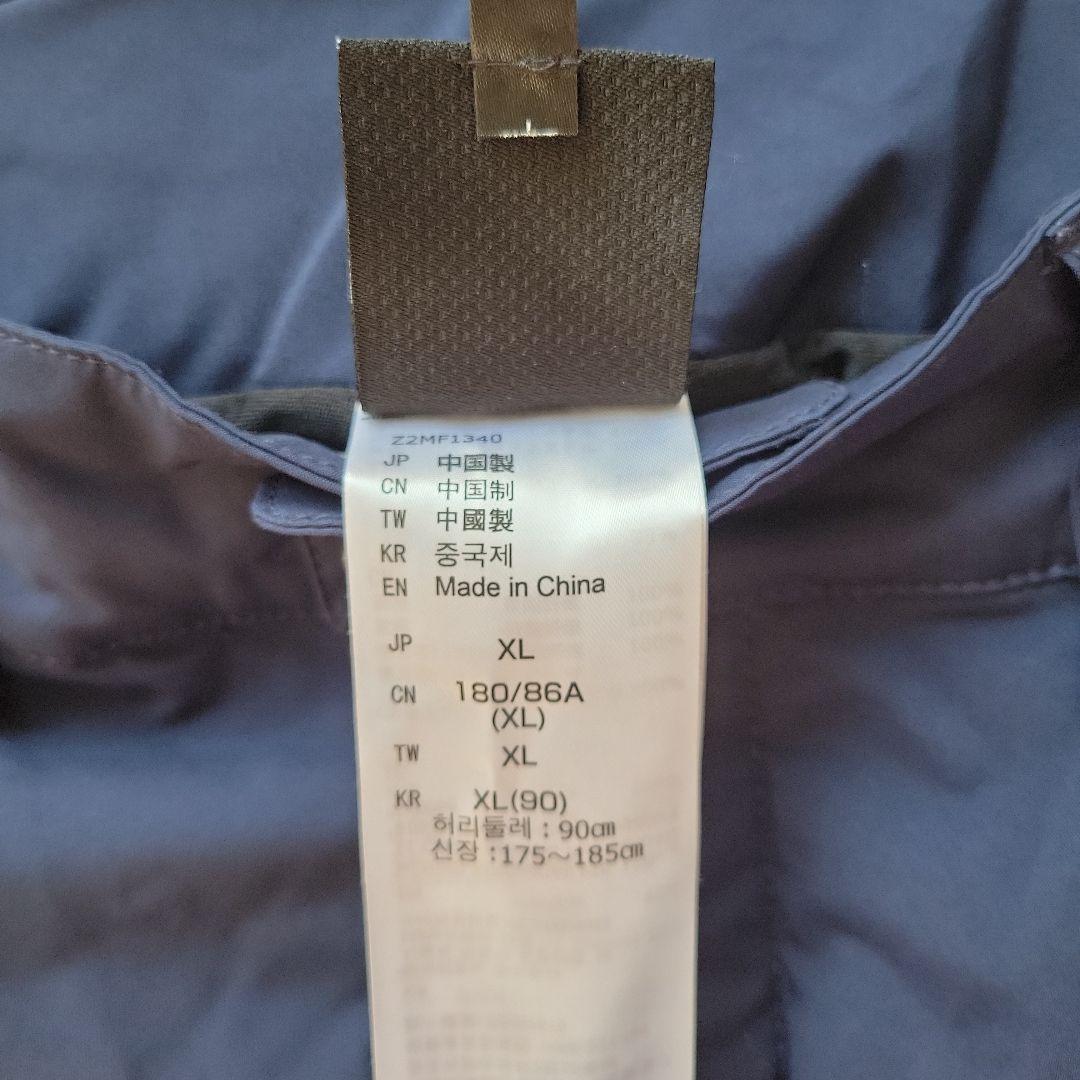 Z2MF1340
JP 中国製
CN 中国制
TW 中國製
KR 중국제
EN Made in China
JP XL
CN 180/86A
(XL)
TW XL
KR XL(90)
허리둘레 : 90㎝
신장 : 175～185㎝